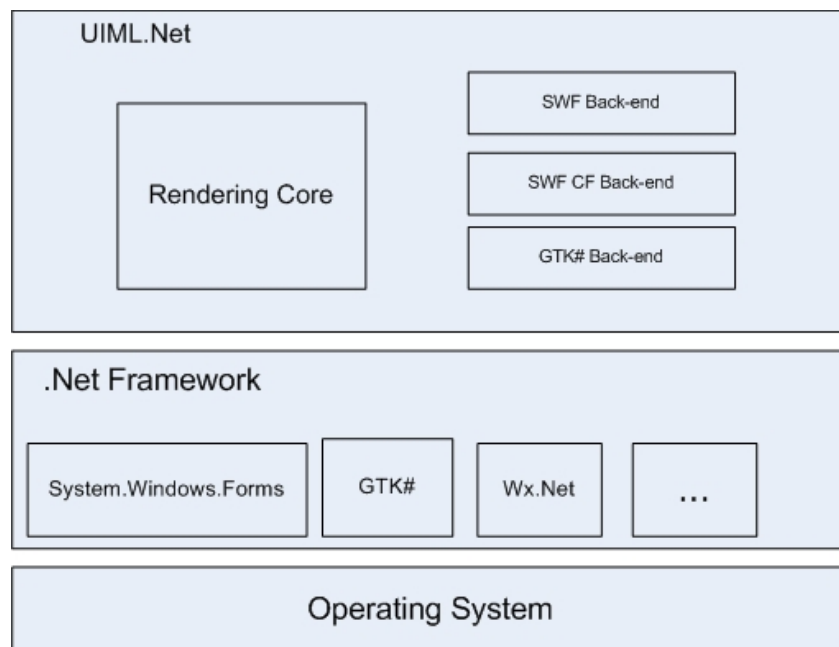 UIML.Net
Rendering Core
SWF Back-end
SWF CF Back-end
GTK# Back-end
.Net Framework
System.Windows.Forms
GTK#
Wx.Net
...
Operating System